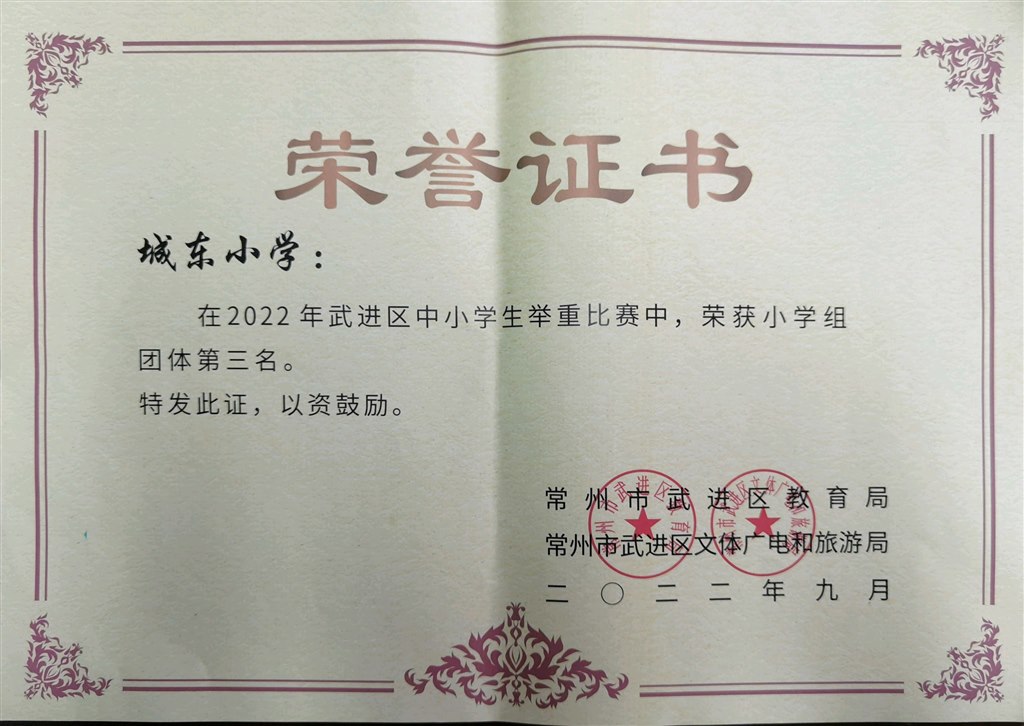 荣誉证书
城东小学：
在2022年武进区中小学生举重比赛中，荣获小学组
团体第三名。
特发此证，以资鼓励。
常州市武进区教育局
常州市武进区文体广电和旅游局
二〇二二年九月